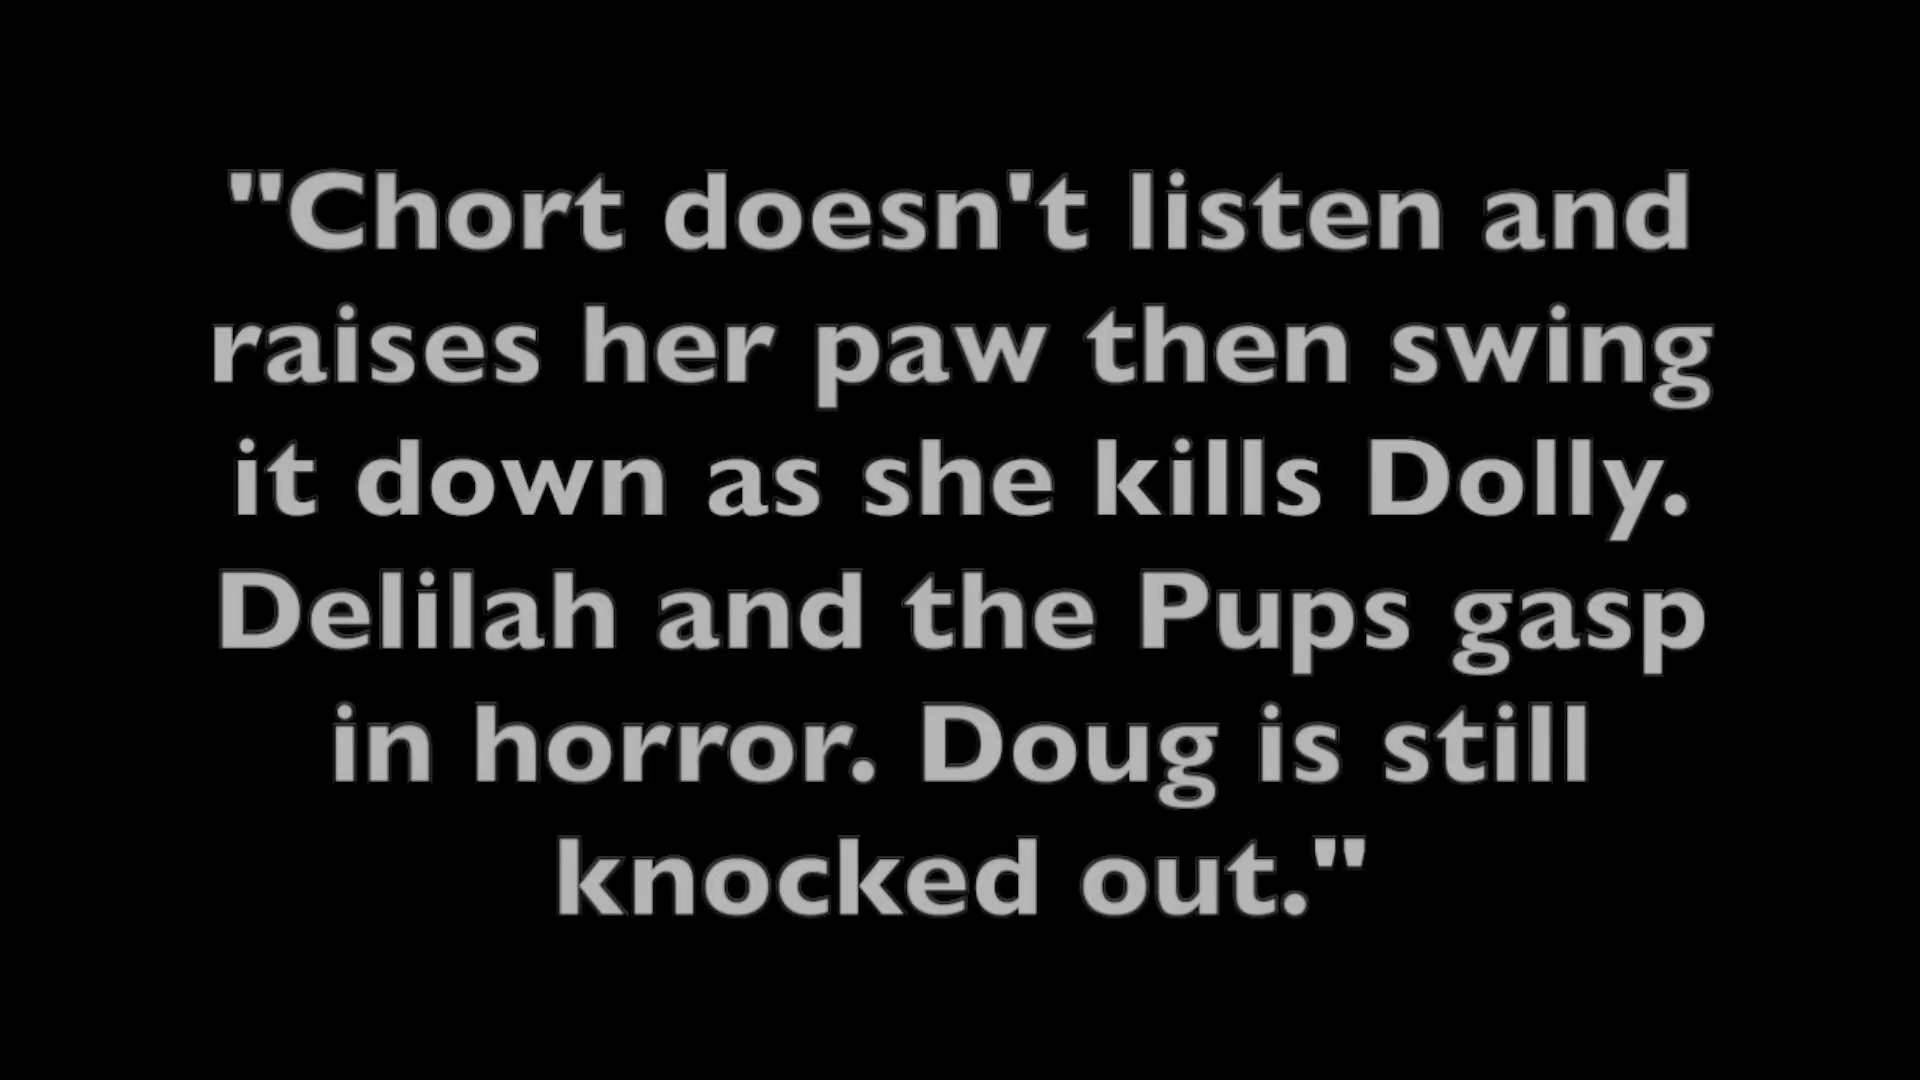 "Chort doesn't listen and
raises her paw then swing
it down as she kills Dolly.
Delilah and the Pups gasp
in horror. Doug is still
knocked out."